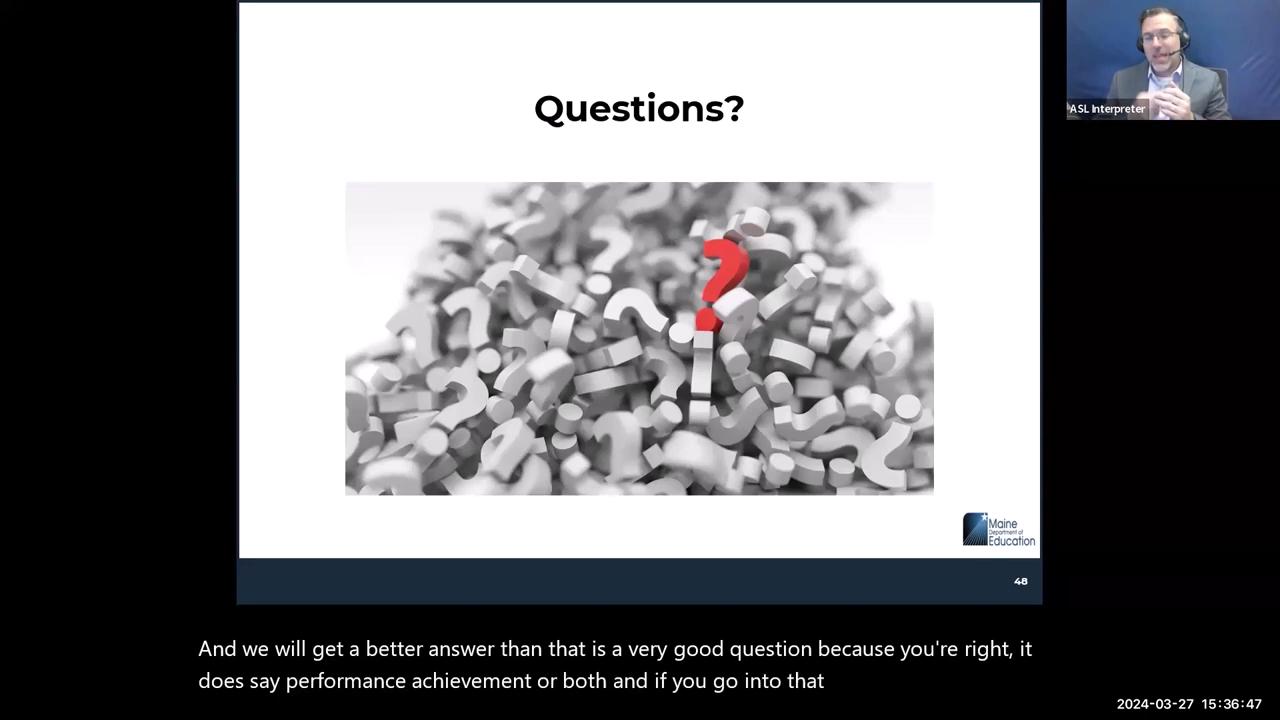 Questions?
ASL Interpreter
Maine
Department of
Education
48
And we will get a better answer than that is a very good question because you're right, it
does say performance achievement or both and if you go into that
2024-03-27 15:36:47